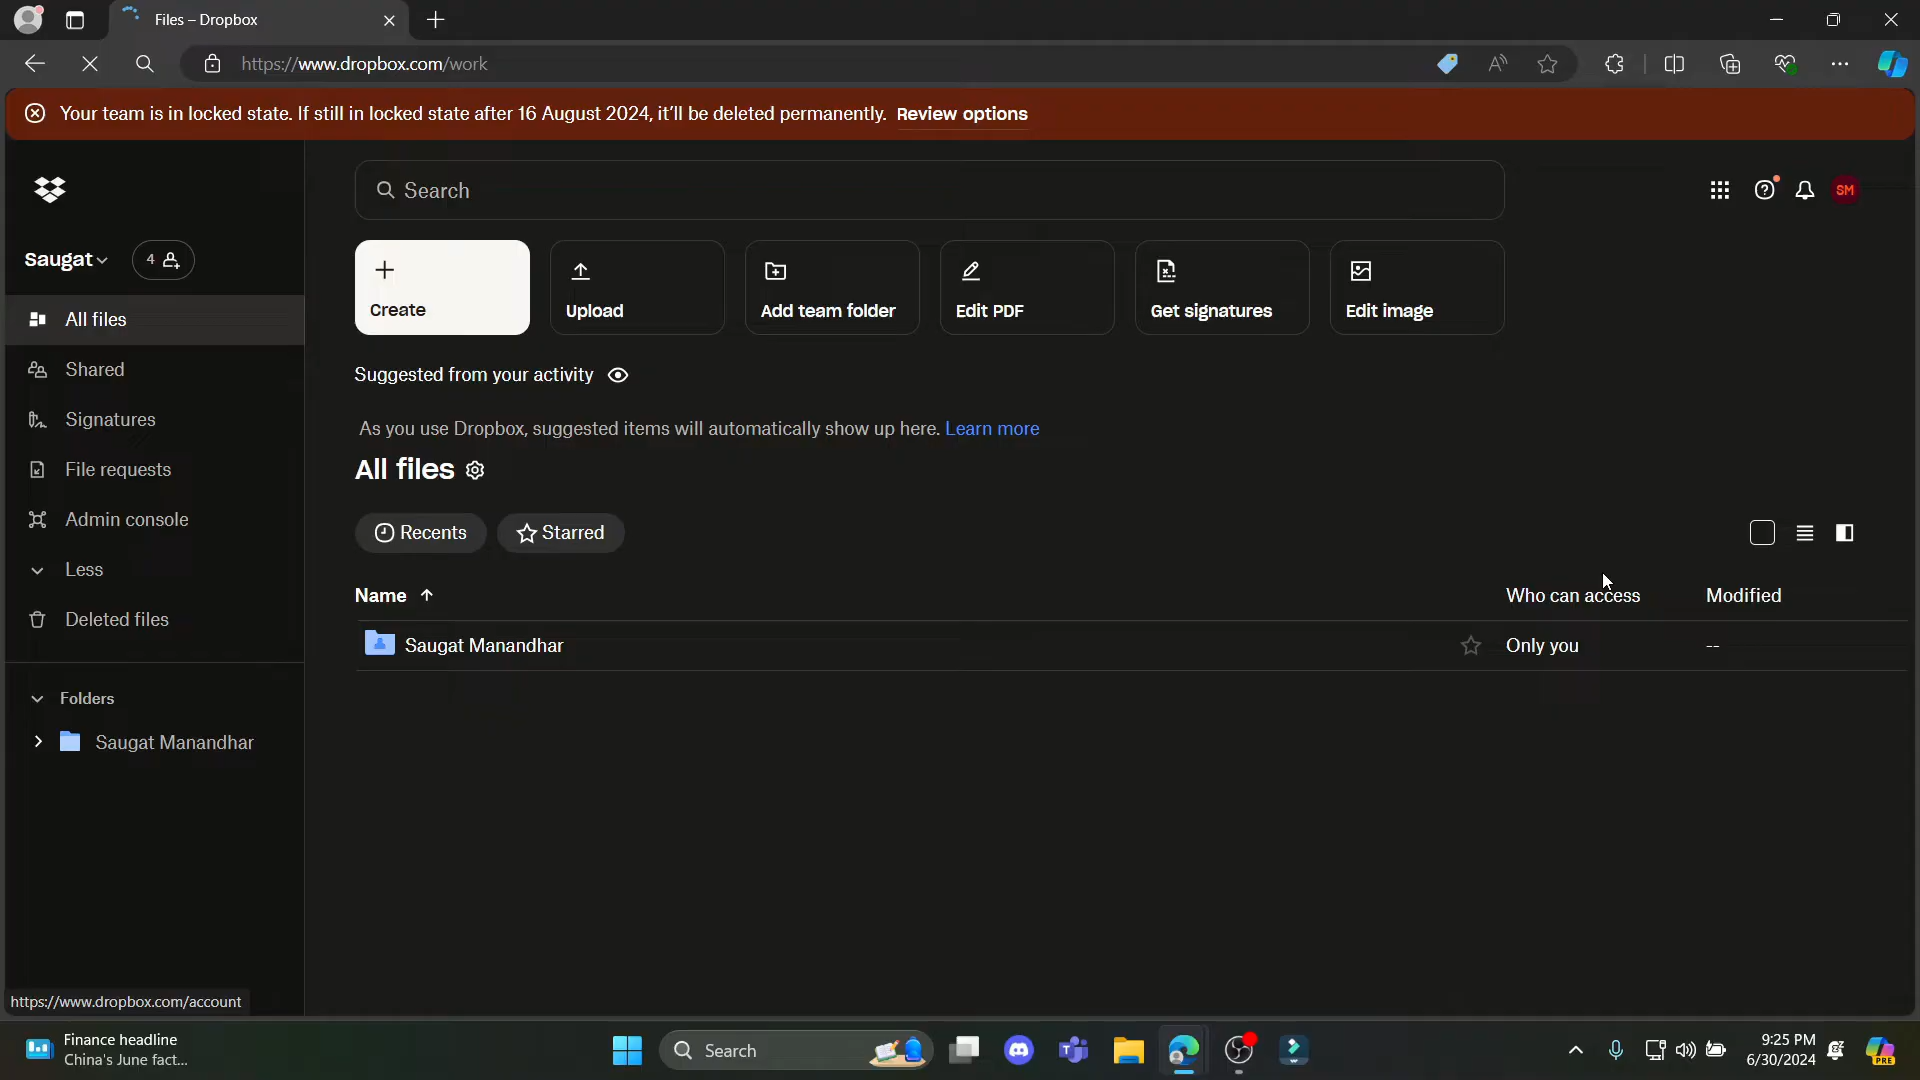 Files – Dropbox
https://www.dropbox.com/work
Your team is in locked state. If still in locked state after 16 August 2024, it'll be deleted permanently. Review options
Search
SM
Saugat
4
Create
Upload
Add team folder
Edit PDF
Get signatures
Edit image
All files
Shared
Signatures
File requests
Admin console
Less
Deleted files
Folders
Saugat Manandhar
Suggested from your activity
As you use Dropbox, suggested items will automatically show up here. Learn more
All files
Recents
Starred
Name
Who can access
Modified
Saugat Manandhar
Only you
--
https://www.dropbox.com/account
Finance headline
China's June fact...
Search
9:25 PM
6/30/2024
PRE